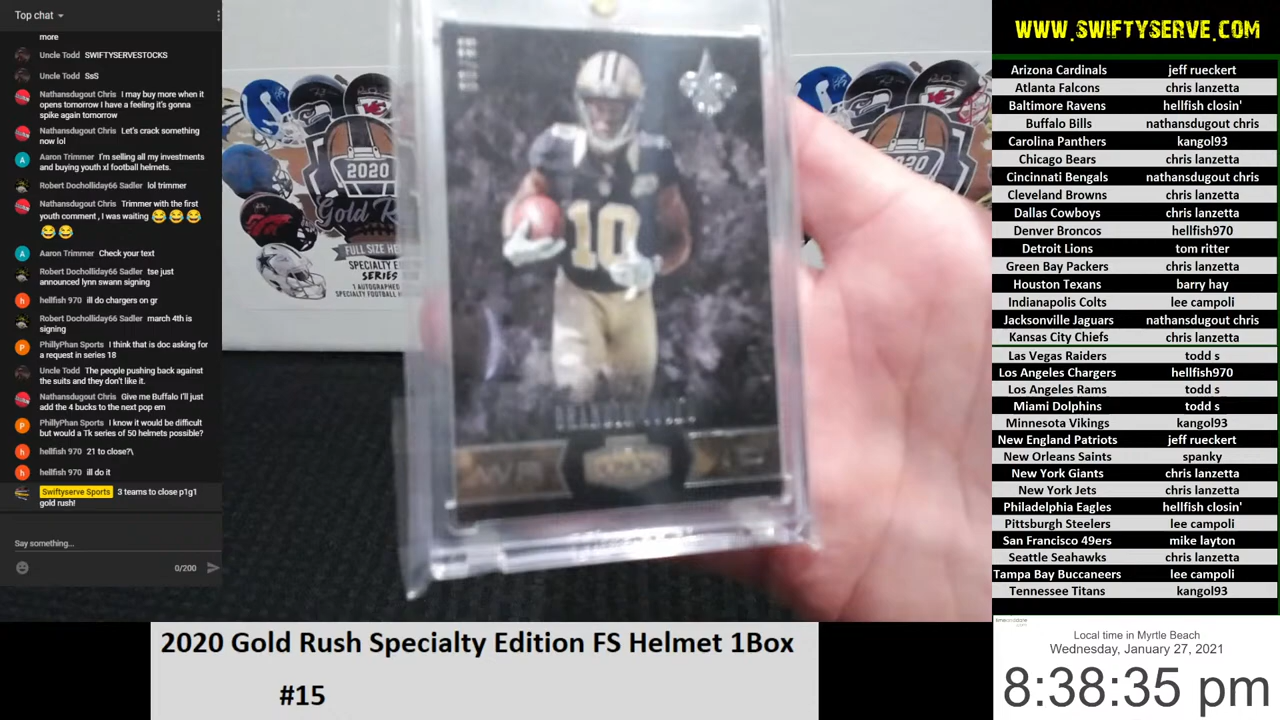 Top chat
more
Uncle Todd SWIFTYSERVESTOCKS
Uncle Todd SsS
Nathansdugout Chris I may buy more when it
opens tomorrow I have a feeling it's gonna
spike again tomorrow
Nathansdugout Chris Let's crack something
now lol
A
Aaron Trimmer I'm selling all my investments
and buying youth xl football helmets.
Robert Docholliday66 Sadler lol trimmer
Nathansdugout Chris Trimmer with the first
youth comment , I was waiting 😂😂😂
😂😂
A
Aaron Trimmer Check your text
Robert Docholliday66 Sadler tse just
announced lynn swann signing
h
hellfish 970 ill do chargers on gr
Robert Docholliday66 Sadler march 4th is
signing
P
PhillyPhan Sports I think that is doc asking for
a request in series 18
Uncle Todd The people pushing back against
the suits and they don't like it.
Nathansdugout Chris Give me Buffalo I'll just
add the 4 bucks to the next pop em
P
PhillyPhan Sports I know it would be difficult
but would a Tk series of 50 helmets possible?
h
hellfish 970 21 to close?\
h
hellfish 970 ill do it
Swiftyserve Sports 3 teams to close p1g1
gold rush!
Say something...
0/200
2020
Gold R
FULL SIZE HE
SPECIALTY E
SERIES
1 AUTOGRAPHED
SPECIALTY FOOTBALL
10
2020
WWW.SWIFTYSERVE.COM
Arizona Cardinals jeff rueckert
Atlanta Falcons chris lanzetta
Baltimore Ravens hellfish closin'
Buffalo Bills nathansdugout chris
Carolina Panthers kangol93
Chicago Bears chris lanzetta
Cincinnati Bengals nathansdugout chris
Cleveland Browns chris lanzetta
Dallas Cowboys chris lanzetta
Denver Broncos hellfish970
Detroit Lions tom ritter
Green Bay Packers chris lanzetta
Houston Texans barry hay
Indianapolis Colts lee campoli
Jacksonville Jaguars nathansdugout chris
Kansas City Chiefs chris lanzetta
Las Vegas Raiders todd s
Los Angeles Chargers hellfish970
Los Angeles Rams todd s
Miami Dolphins todd s
Minnesota Vikings kangol93
New England Patriots jeff rueckert
New Orleans Saints spanky
New York Giants chris lanzetta
New York Jets chris lanzetta
Philadelphia Eagles hellfish closin'
Pittsburgh Steelers lee campoli
San Francisco 49ers mike layton
Seattle Seahawks chris lanzetta
Tampa Bay Buccaneers lee campoli
Tennessee Titans kangol93
Local time in Myrtle Beach
Wednesday, January 27, 2021
8:38:35 pm
2020 Gold Rush Specialty Edition FS Helmet 1Box
#15